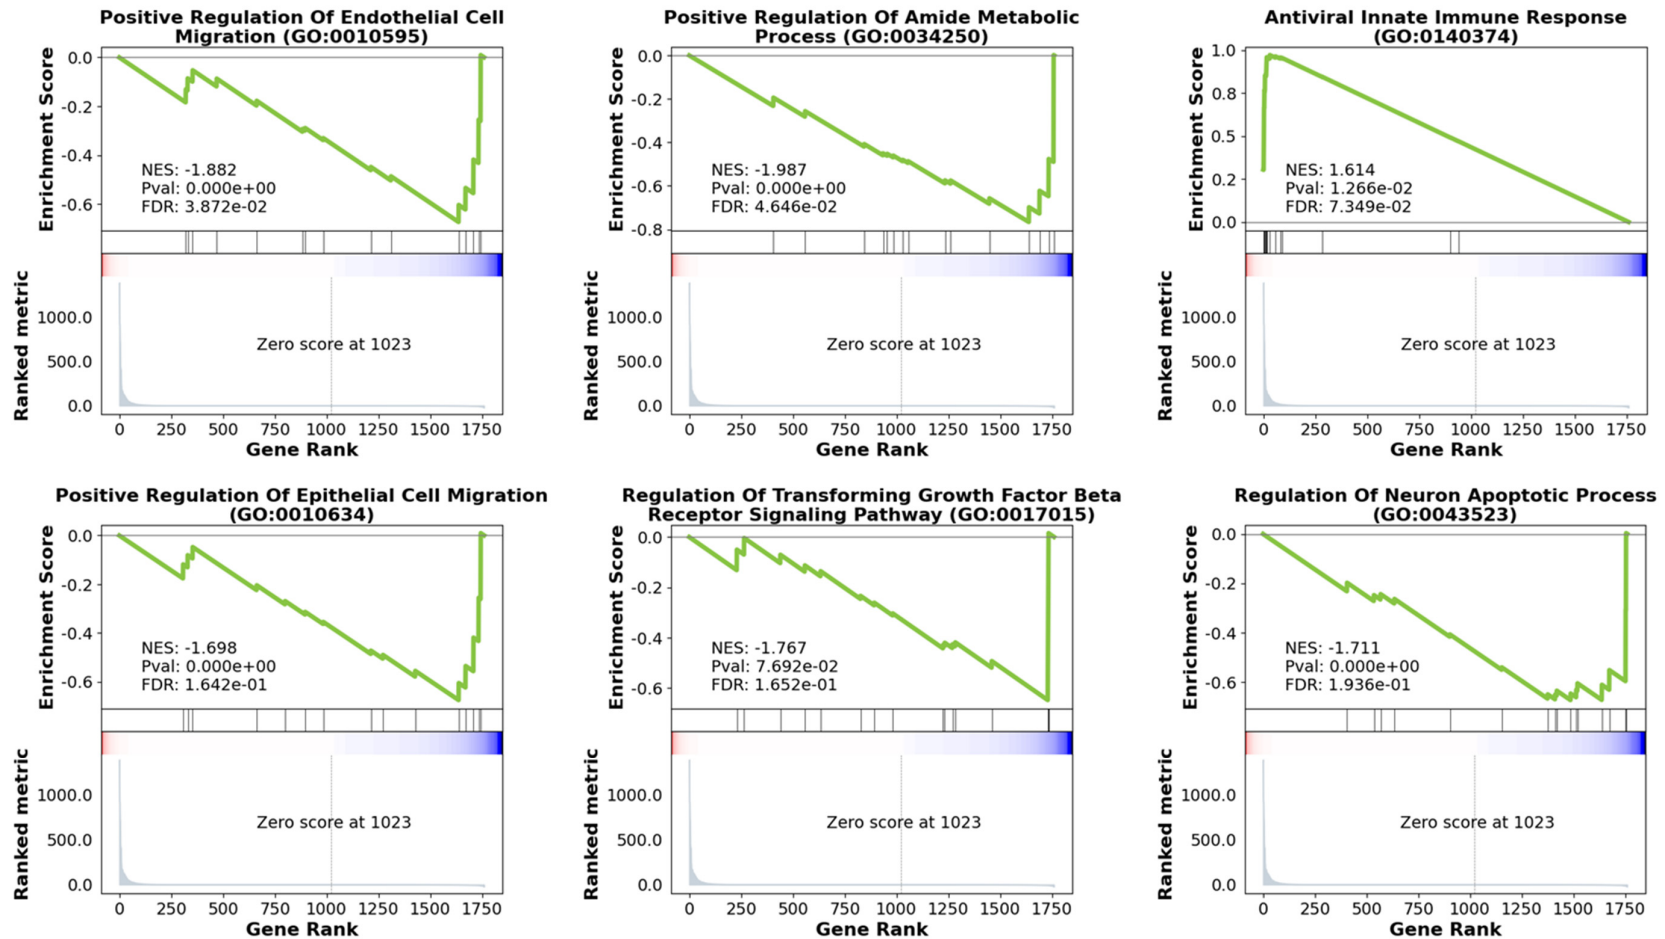 Positive Regulation Of Endothelial Cell
Migration (GO:0010595)
Enrichment Score
0.0
-0.2
-0.4
-0.6
NES: -1.882
Pval: 0.000e+00
FDR: 3.872e-02
Ranked metric
1000.0
500.0
0.0
Zero score at 1023
0 250 500 750 1000 1250 1500 1750
Gene Rank
Positive Regulation Of Amide Metabolic
Process (GO:0034250)
Enrichment Score
0.0
-0.2
-0.4
-0.6
-0.8
NES: -1.987
Pval: 0.000e+00
FDR: 4.646e-02
Ranked metric
1000.0
500.0
0.0
Zero score at 1023
0 250 500 750 1000 1250 1500 1750
Gene Rank
Antiviral Innate Immune Response
(GO:0140374)
Enrichment Score
1.0
0.8
0.5
0.2
0.0
NES: 1.614
Pval: 1.266e-02
FDR: 7.349e-02
Ranked metric
1000.0
500.0
0.0
Zero score at 1023
0 250 500 750 1000 1250 1500 1750
Gene Rank
Positive Regulation Of Epithelial Cell Migration
(GO:0010634)
Enrichment Score
0.0
-0.2
-0.4
-0.6
NES: -1.698
Pval: 0.000e+00
FDR: 1.642e-01
Ranked metric
1000.0
500.0
0.0
Zero score at 1023
0 250 500 750 1000 1250 1500 1750
Gene Rank
Regulation Of Transforming Growth Factor Beta
Receptor Signaling Pathway (GO:0017015)
Enrichment Score
0.0
-0.2
-0.4
-0.6
NES: -1.767
Pval: 7.692e-02
FDR: 1.652e-01
Ranked metric
1000.0
500.0
0.0
Zero score at 1023
0 250 500 750 1000 1250 1500 1750
Gene Rank
Regulation Of Neuron Apoptotic Process
(GO:0043523)
Enrichment Score
0.0
-0.2
-0.4
-0.6
NES: -1.711
Pval: 0.000e+00
FDR: 1.936e-01
Ranked metric
1000.0
500.0
0.0
Zero score at 1023
0 250 500 750 1000 1250 1500 1750
Gene Rank